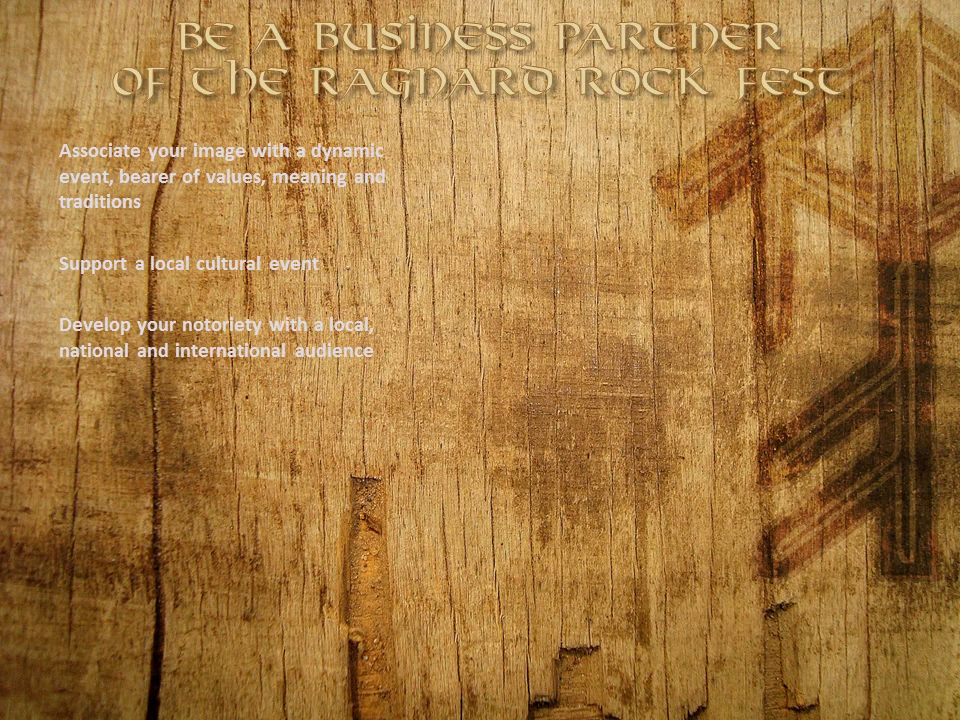 BE A BUSINESS PARTNER
OF THE RAGNARD ROCK FEST
Associate your image with a dynamic
event, bearer of values, meaning and
traditions
Support a local cultural event
Develop your notoriety with a local,
national and international audience